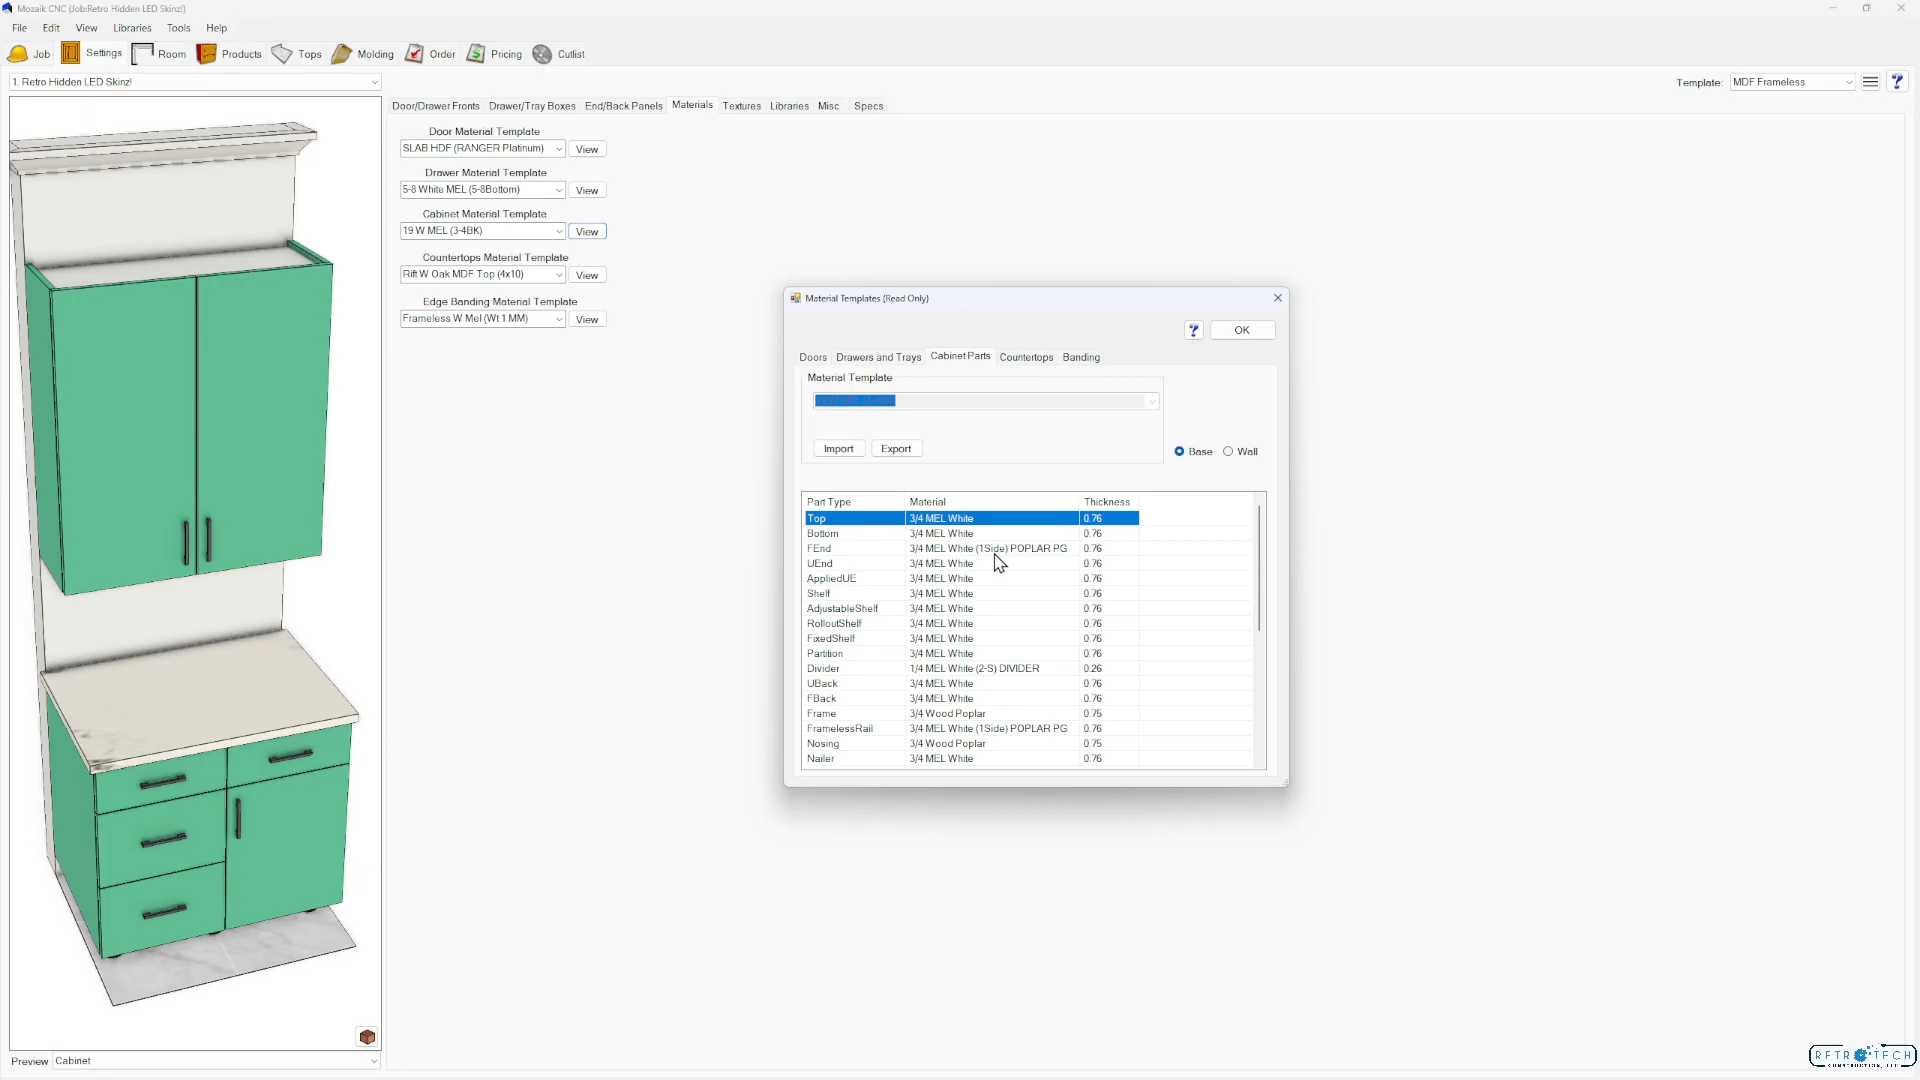 Mozaik CNC (Job:Retro Hidden LED Skinz!)
File Edit View Libraries Tools Help
Job Settings Room Products Tops Molding Order Pricing Cutlist
1. Retro Hidden LED Skinz!
Template: MDF Frameless
Door/Drawer Fronts Drawer/Tray Boxes End/Back Panels Materials Textures Libraries Misc Specs
Door Material Template
SLAB HDF (RANGER Platinum) View
Drawer Material Template
5-8 White MEL (5-8Bottom) View
Cabinet Material Template
19 W MEL (3-4BK) View
Countertops Material Template
Rift W Oak MDF Top (4x10) View
Edge Banding Material Template
Frameless W Mel (Wt 1 MM) View
Material Templates (Read Only)
? OK
Doors Drawers and Trays Cabinet Parts Countertops Banding
Material Template
Import Export
Base Wall
Part Type Material Thickness
Top 3/4 MEL White 0.76
Bottom 3/4 MEL White 0.76
FEnd 3/4 MEL White (1Side) POPLAR PG 0.76
UEnd 3/4 MEL White 0.76
AppliedUE 3/4 MEL White 0.76
Shelf 3/4 MEL White 0.76
AdjustableShelf 3/4 MEL White 0.76
RolloutShelf 3/4 MEL White 0.76
FixedShelf 3/4 MEL White 0.76
Partition 3/4 MEL White 0.76
Divider 1/4 MEL White (2-S) DIVIDER 0.26
UBack 3/4 MEL White 0.76
FBack 3/4 MEL White 0.76
Frame 3/4 Wood Poplar 0.75
FramelessRail 3/4 MEL White (1Side) POPLAR PG 0.76
Nosing 3/4 Wood Poplar 0.75
Nailer 3/4 MEL White 0.76
Preview Cabinet
RETROTECH
CONSTRUCTION, LLC